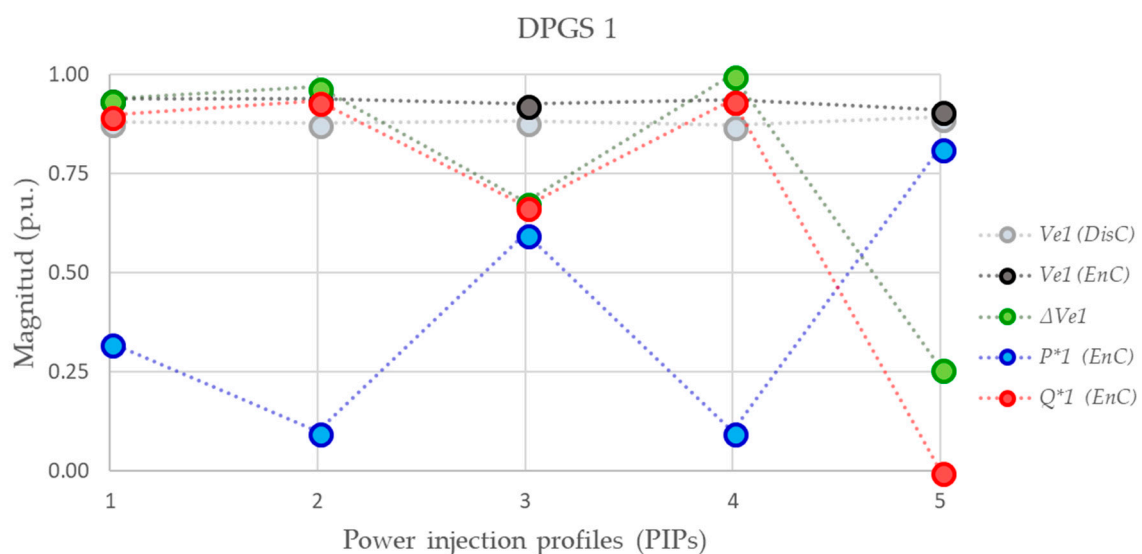 DPGS 1
Magnitud (p.u.)
1.00
0.75
0.50
0.25
0.00
1 2 3 4 5
Power injection profiles (PIPs)
Ve1 (DisC)
Ve1 (EnC)
ΔVe1
P*1 (EnC)
Q*1 (EnC)